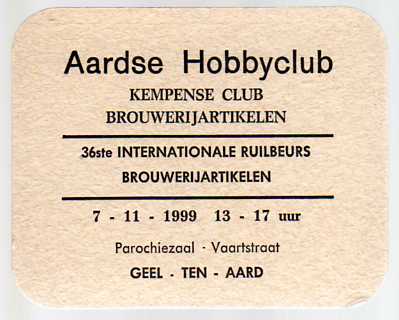 Aardse Hobbyclub
KEMPENSE CLUB
BROUWERIJARTIKELEN
36ste INTERNATIONALE RUILBEURS
BROUWERIJARTIKELEN
7 - 11 - 1999 13 - 17 uur
Parochiezaal - Vaartstraat
GEEL - TEN - AARD